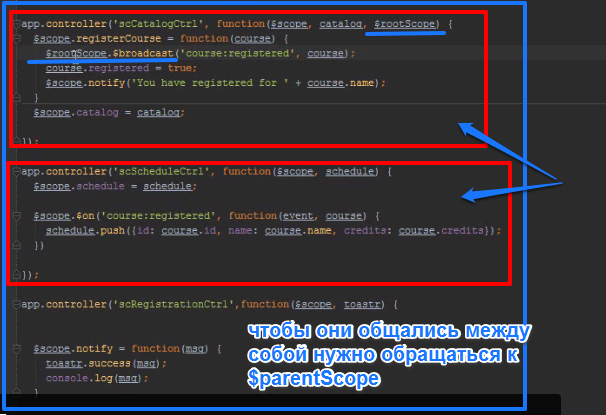 app.controller('scCatalogCtrl', function($scope, catalog, $rootScope) {
$scope.registerCourse = function(course) {
$rootScope.$broadcast('course:registered', course);
course.registered = true;
$scope.notify('You have registered for ' + course.name);
}
$scope.catalog = catalog;
});
app.controller('scScheduleCtrl', function($scope, schedule) {
$scope.schedule = schedule;
$scope.$on('course:registered', function(event, course) {
schedule.push({id: course.id, name: course.name, credits: course.credits});
})
});
app.controller('scRegistrationCtrl',function($scope, toastr) {
$scope.notify = function(msg) {
toastr.success(msg);
console.log(msg);
}
чтобы они общались между
собой нужно обращаться к
$parentScope